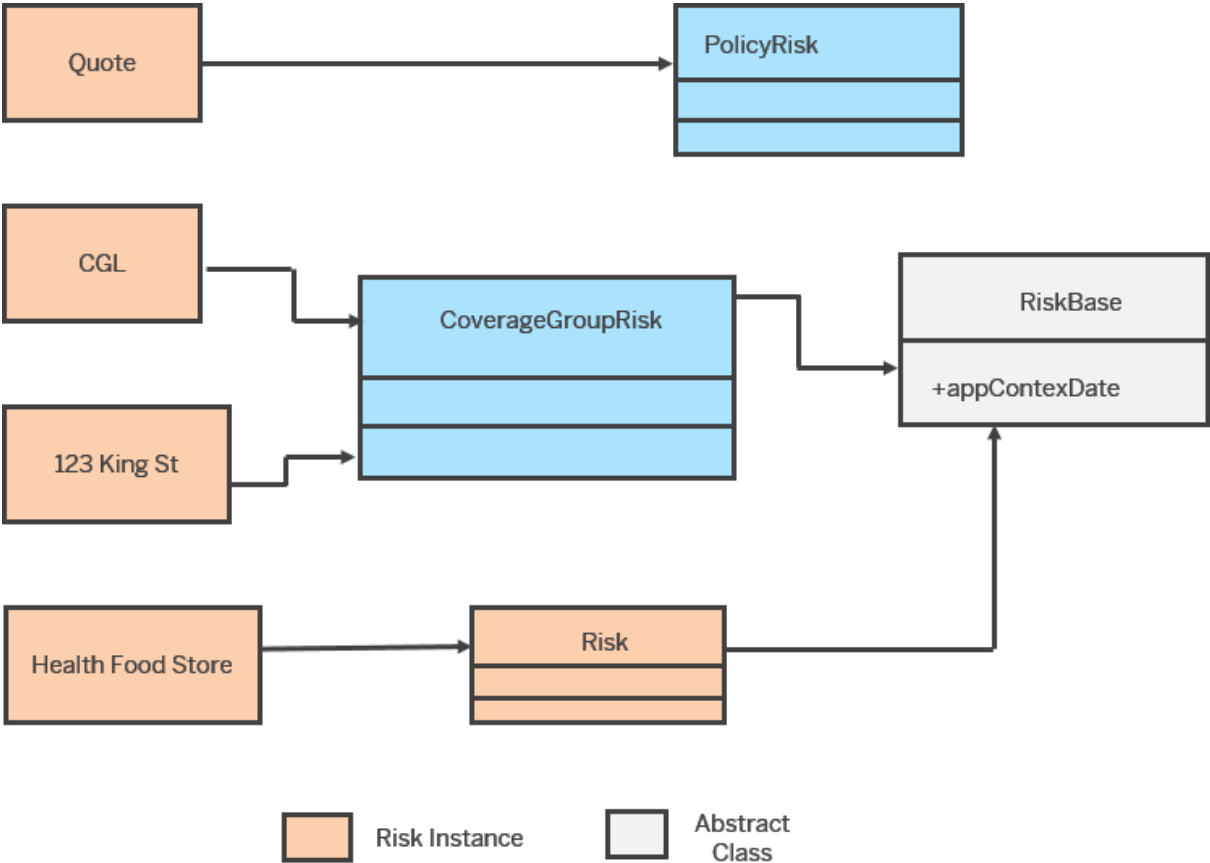 Quote
PolicyRisk
CGL
CoverageGroupRisk
RiskBase
+appContexDate
123 King St
Health Food Store
Risk
Risk Instance
Abstract
Class